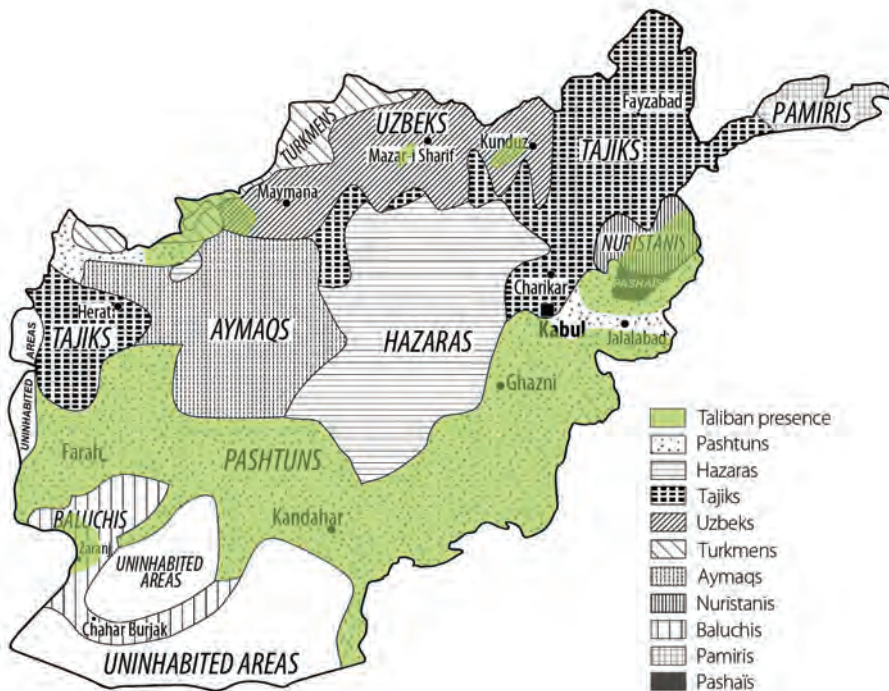 Fayzabad
PAMIRIS
UZBEKS
TURKMENS
Mazar-i Sharif
Kunduz
TAJIKS
Maymana
NURISTANIS
PASHAÏS
Charikar
Herat
Kabul
Jalalabad
TAJIKS
AYMAQS
HAZARAS
UNINHABITED AREAS
Ghazni
Farah
PASHTUNS
Kandahar
BALUCHIS
Zaranj
UNINHABITED
AREAS
Chahar Burjak
UNINHABITED AREAS
Taliban presence
Pashtuns
Hazaras
Tajiks
Uzbeks
Turkmens
Aymaqs
Nuristanis
Baluchis
Pamiris
Pashaïs